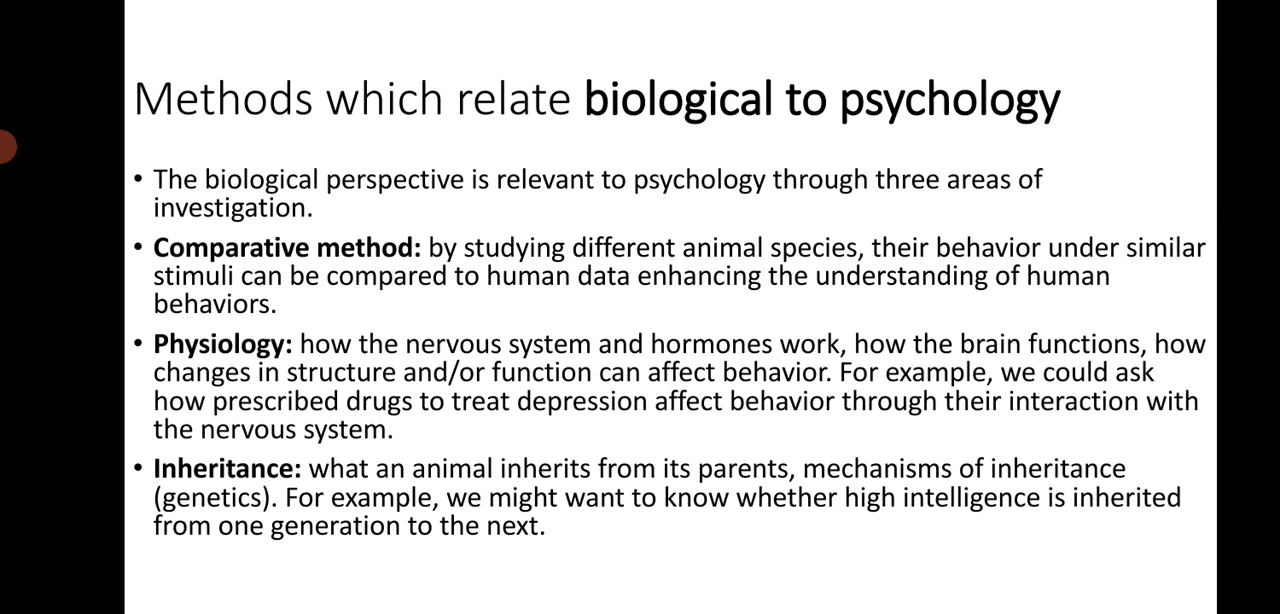 Methods which relate biological to psychology
• The biological perspective is relevant to psychology through three areas of
investigation.
• Comparative method: by studying different animal species, their behavior under similar
stimuli can be compared to human data enhancing the understanding of human
behaviors.
• Physiology: how the nervous system and hormones work, how the brain functions, how
changes in structure and/or function can affect behavior. For example, we could ask
how prescribed drugs to treat depression affect behavior through their interaction with
the nervous system.
• Inheritance: what an animal inherits from its parents, mechanisms of inheritance
(genetics). For example, we might want to know whether high intelligence is inherited
from one generation to the next.